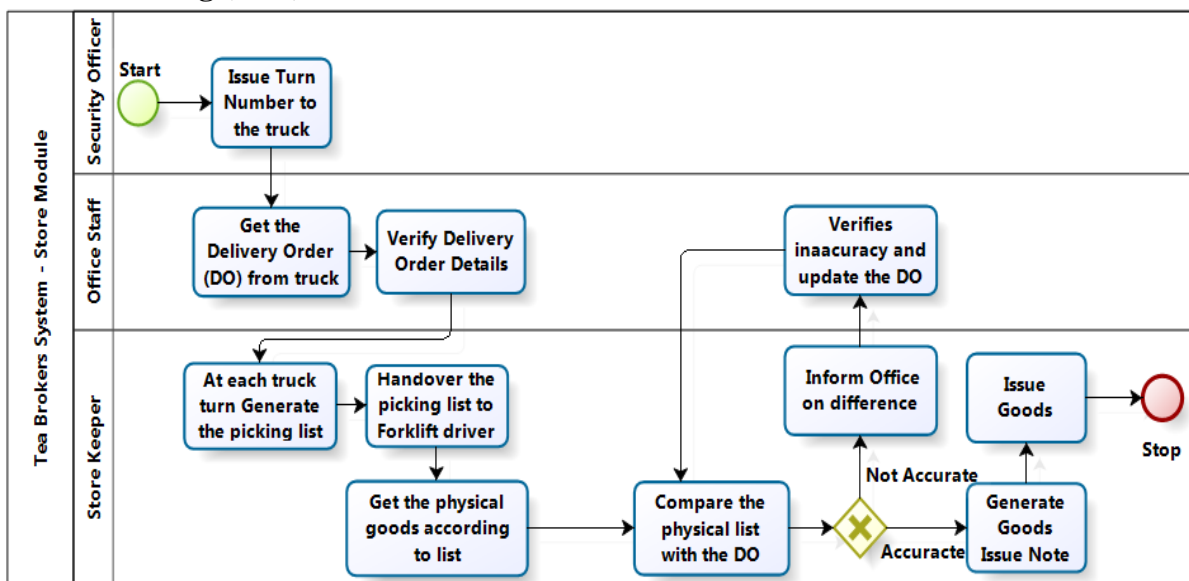 Tea Brokers System - Store Module
Security Officer
Start
Issue Turn
Number to
the truck
Office Staff
Get the
Delivery Order
(DO) from truck
Verify Delivery
Order Details
Verifies
inaacuracy and
update the DO
Store Keeper
At each truck
turn Generate
the picking list
Handover the
picking list to
Forklift driver
Get the physical
goods according
to list
Compare the
physical list
with the DO
Inform Office
on difference
Not Accurate
Accuracte
Generate
Goods
Issue Note
Issue
Goods
Stop